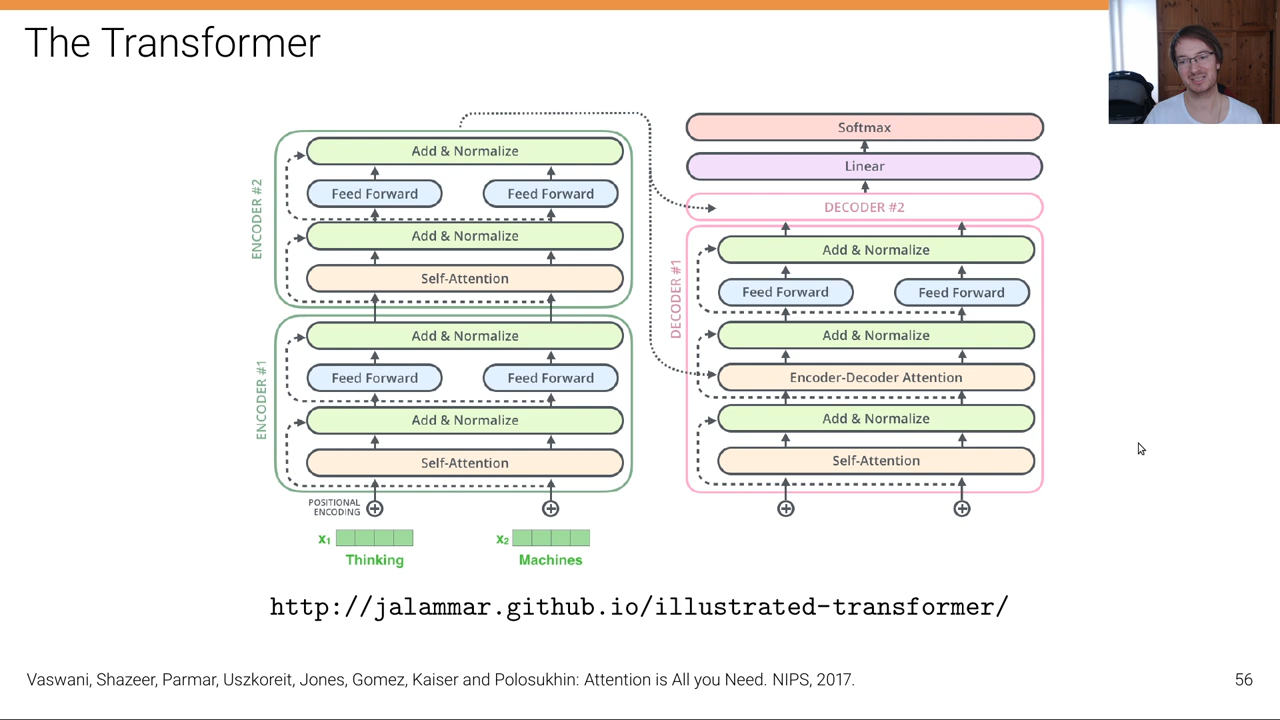 The Transformer
ENCODER #2
Add & Normalize
Feed Forward
Feed Forward
Add & Normalize
Self-Attention
ENCODER #1
Add & Normalize
Feed Forward
Feed Forward
Add & Normalize
Self-Attention
POSITIONAL
ENCODING
x₁
x₂
Thinking
Machines
Softmax
Linear
DECODER #2
DECODER #1
Add & Normalize
Feed Forward
Feed Forward
Add & Normalize
Encoder-Decoder Attention
Add & Normalize
Self-Attention
http://jalammar.github.io/illustrated-transformer/
Vaswani, Shazeer, Parmar, Uszkoreit, Jones, Gomez, Kaiser and Polosukhin: Attention is All you Need. NIPS, 2017.
56